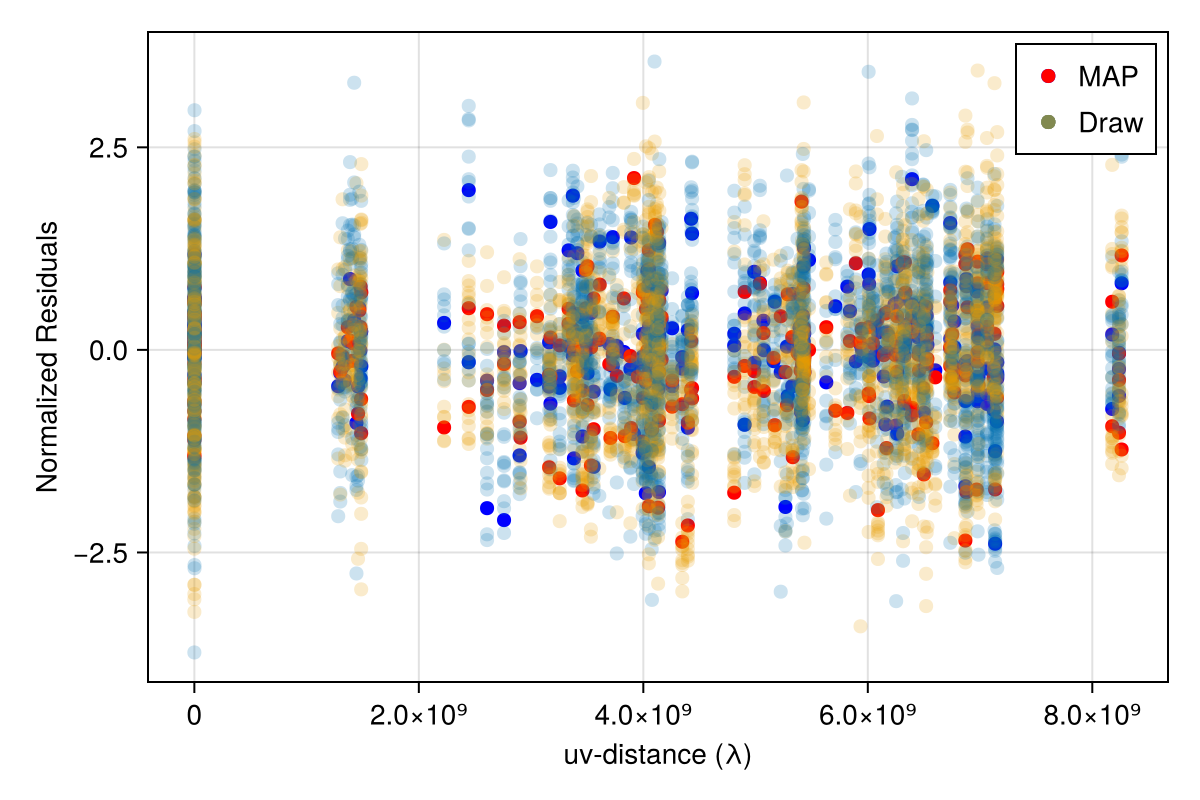 MAP
Draw
2.5
0.0
−2.5
Normalized Residuals
0
2.0×10⁹
4.0×10⁹
6.0×10⁹
8.0×10⁹
uv-distance (λ)